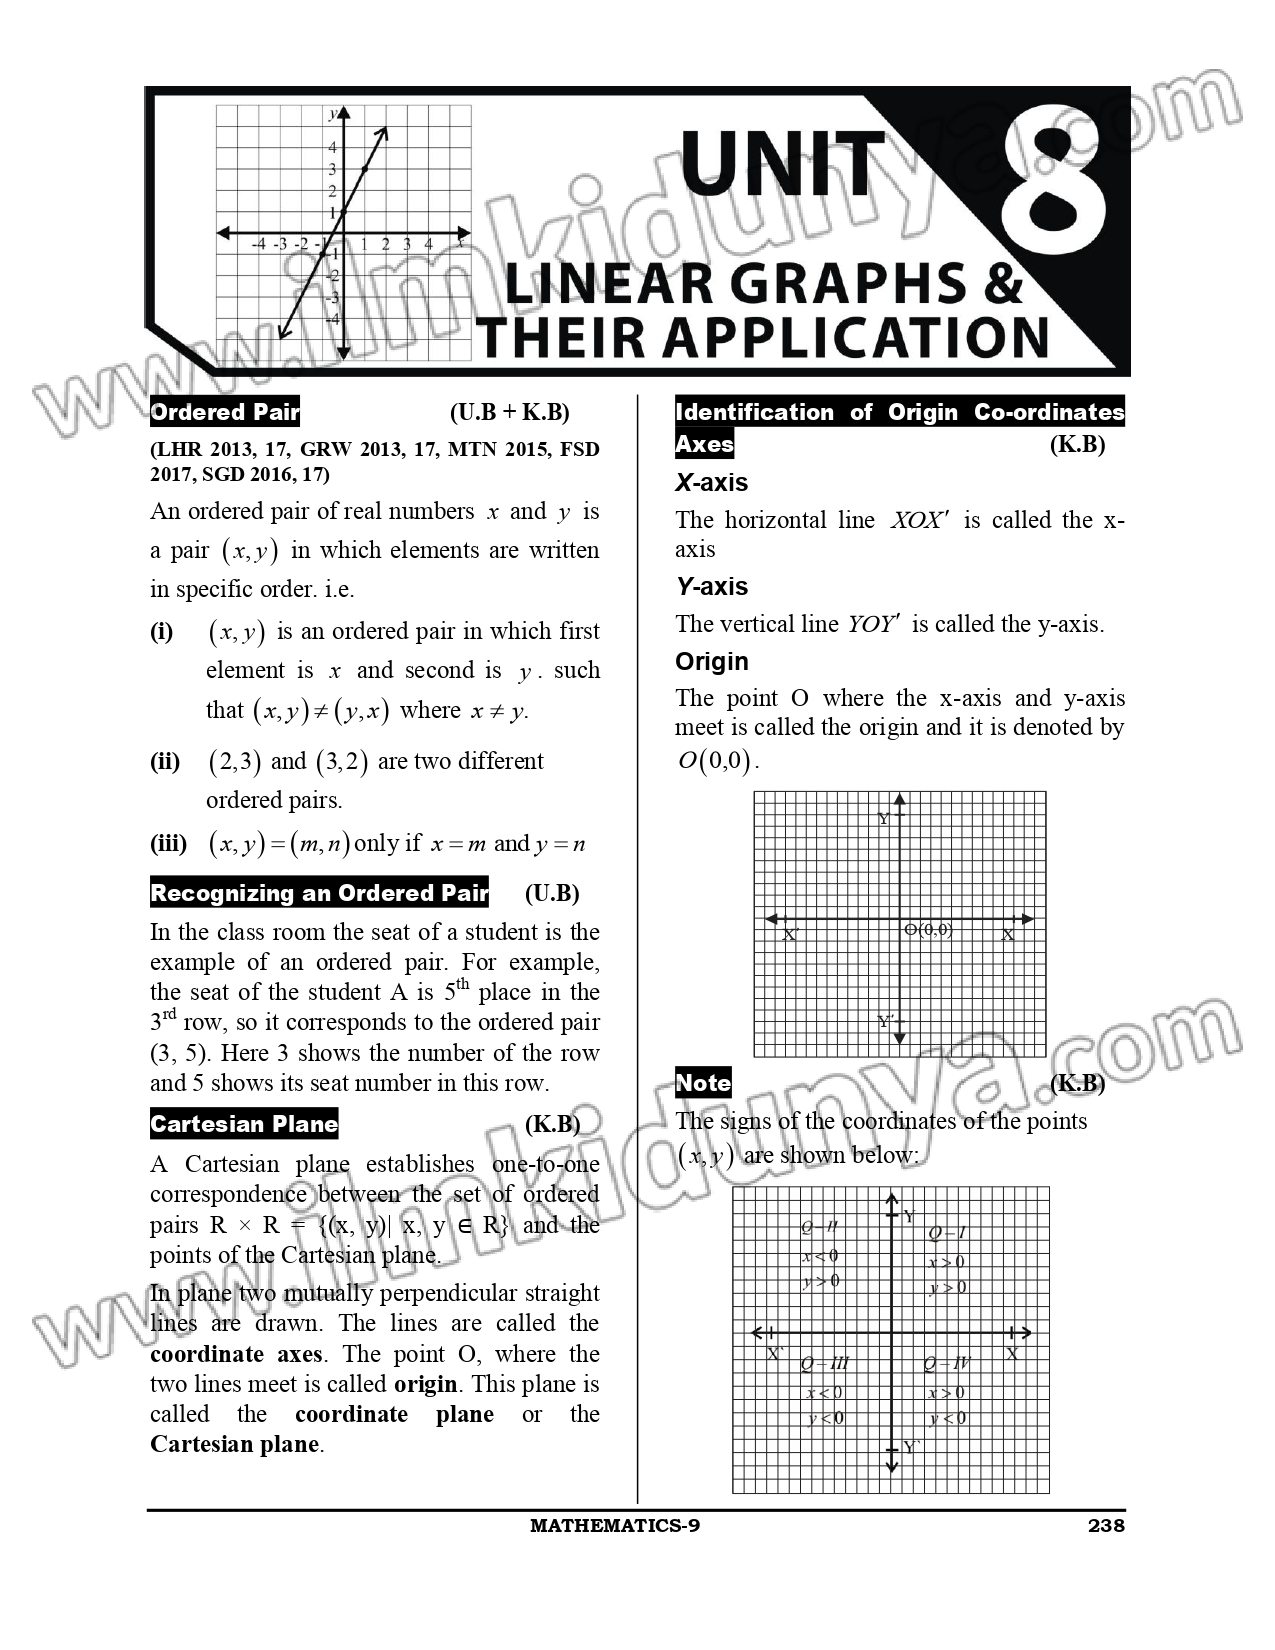 www.ilmkidunya.com
UNIT 8
LINEAR GRAPHS &
THEIR APPLICATION
y
4
3
2
1
-4 -3 -2 -1 1 2 3 4 x
-1
-2
-3
-4
Ordered Pair (U.B + K.B)
(LHR 2013, 17, GRW 2013, 17, MTN 2015, FSD
2017, SGD 2016, 17)
An ordered pair of real numbers x and y is
a pair (x, y) in which elements are written
in specific order. i.e.
(i) (x, y) is an ordered pair in which first
element is x and second is y. such
that (x, y) ≠ (y, x) where x ≠ y.
(ii) (2,3) and (3,2) are two different
ordered pairs.
(iii) (x, y) = (m, n) only if x = m and y = n
Recognizing an Ordered Pair (U.B)
In the class room the seat of a student is the
example of an ordered pair. For example,
the seat of the student A is 5th place in the
3rd row, so it corresponds to the ordered pair
(3, 5). Here 3 shows the number of the row
and 5 shows its seat number in this row.
Cartesian Plane (K.B)
A Cartesian plane establishes one-to-one
correspondence between the set of ordered
pairs R × R = {(x, y)| x, y ∈ R} and the
points of the Cartesian plane.
In plane two mutually perpendicular straight
lines are drawn. The lines are called the
coordinate axes. The point O, where the
two lines meet is called origin. This plane is
called the coordinate plane or the
Cartesian plane.
Identification of Origin Co-ordinates
Axes (K.B)
X-axis
The horizontal line XOX′ is called the x-
axis
Y-axis
The vertical line YOY′ is called the y-axis.
Origin
The point O where the x-axis and y-axis
meet is called the origin and it is denoted by
O(0,0).
Y
X′ O(0,0) X
Y′
Note (K.B)
The signs of the coordinates of the points
(x, y) are shown below:
Y
Q–II Q–I
x<0 x>0
y>0 y>0
X` X
Q–III Q–IV
x<0 x>0
y<0 y<0
Y`
www.ilmkidunya.com
MATHEMATICS-9 238